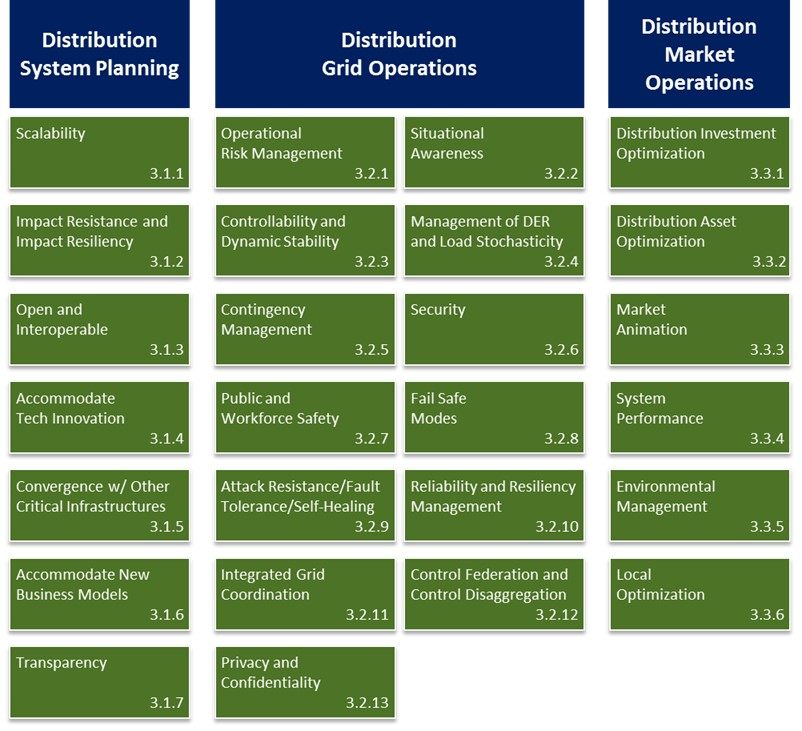 Distribution
System Planning
Distribution
Grid Operations
Distribution
Market
Operations
Scalability
3.1.1
Impact Resistance and
Impact Resiliency
3.1.2
Open and
Interoperable
3.1.3
Accommodate
Tech Innovation
3.1.4
Convergence w/ Other
Critical Infrastructures
3.1.5
Accommodate New
Business Models
3.1.6
Transparency
3.1.7
Operational
Risk Management
3.2.1
Situational
Awareness
3.2.2
Controllability and
Dynamic Stability
3.2.3
Management of DER
and Load Stochasticity
3.2.4
Contingency
Management
3.2.5
Security
3.2.6
Public and
Workforce Safety
3.2.7
Fail Safe
Modes
3.2.8
Attack Resistance/Fault
Tolerance/Self-Healing
3.2.9
Reliability and Resiliency
Management
3.2.10
Integrated Grid
Coordination
3.2.11
Control Federation and
Control Disaggregation
3.2.12
Privacy and
Confidentiality
3.2.13
Distribution Investment
Optimization
3.3.1
Distribution Asset
Optimization
3.3.2
Market
Animation
3.3.3
System
Performance
3.3.4
Environmental
Management
3.3.5
Local
Optimization
3.3.6